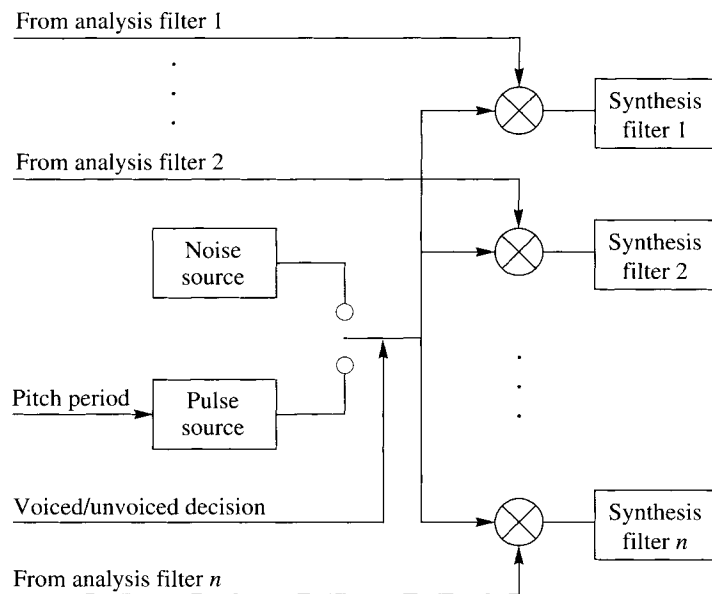 From analysis filter 1
Synthesis
filter 1
From analysis filter 2
Noise
source
Synthesis
filter 2
Pitch period
Pulse
source
Voiced/unvoiced decision
Synthesis
filter n
From analysis filter n